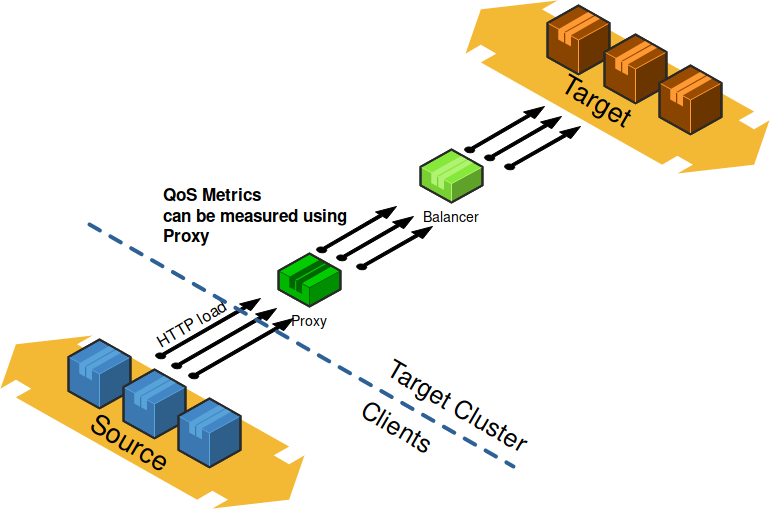 Target
QoS Metrics
can be measured using
Proxy
Balancer
HTTP load
Proxy
Target Cluster
Clients
Source